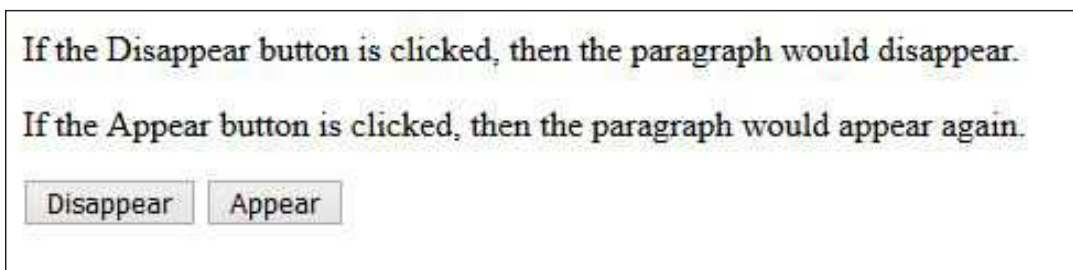 If the Disappear button is clicked, then the paragraph would disappear.
If the Appear button is clicked, then the paragraph would appear again.
Disappear Appear